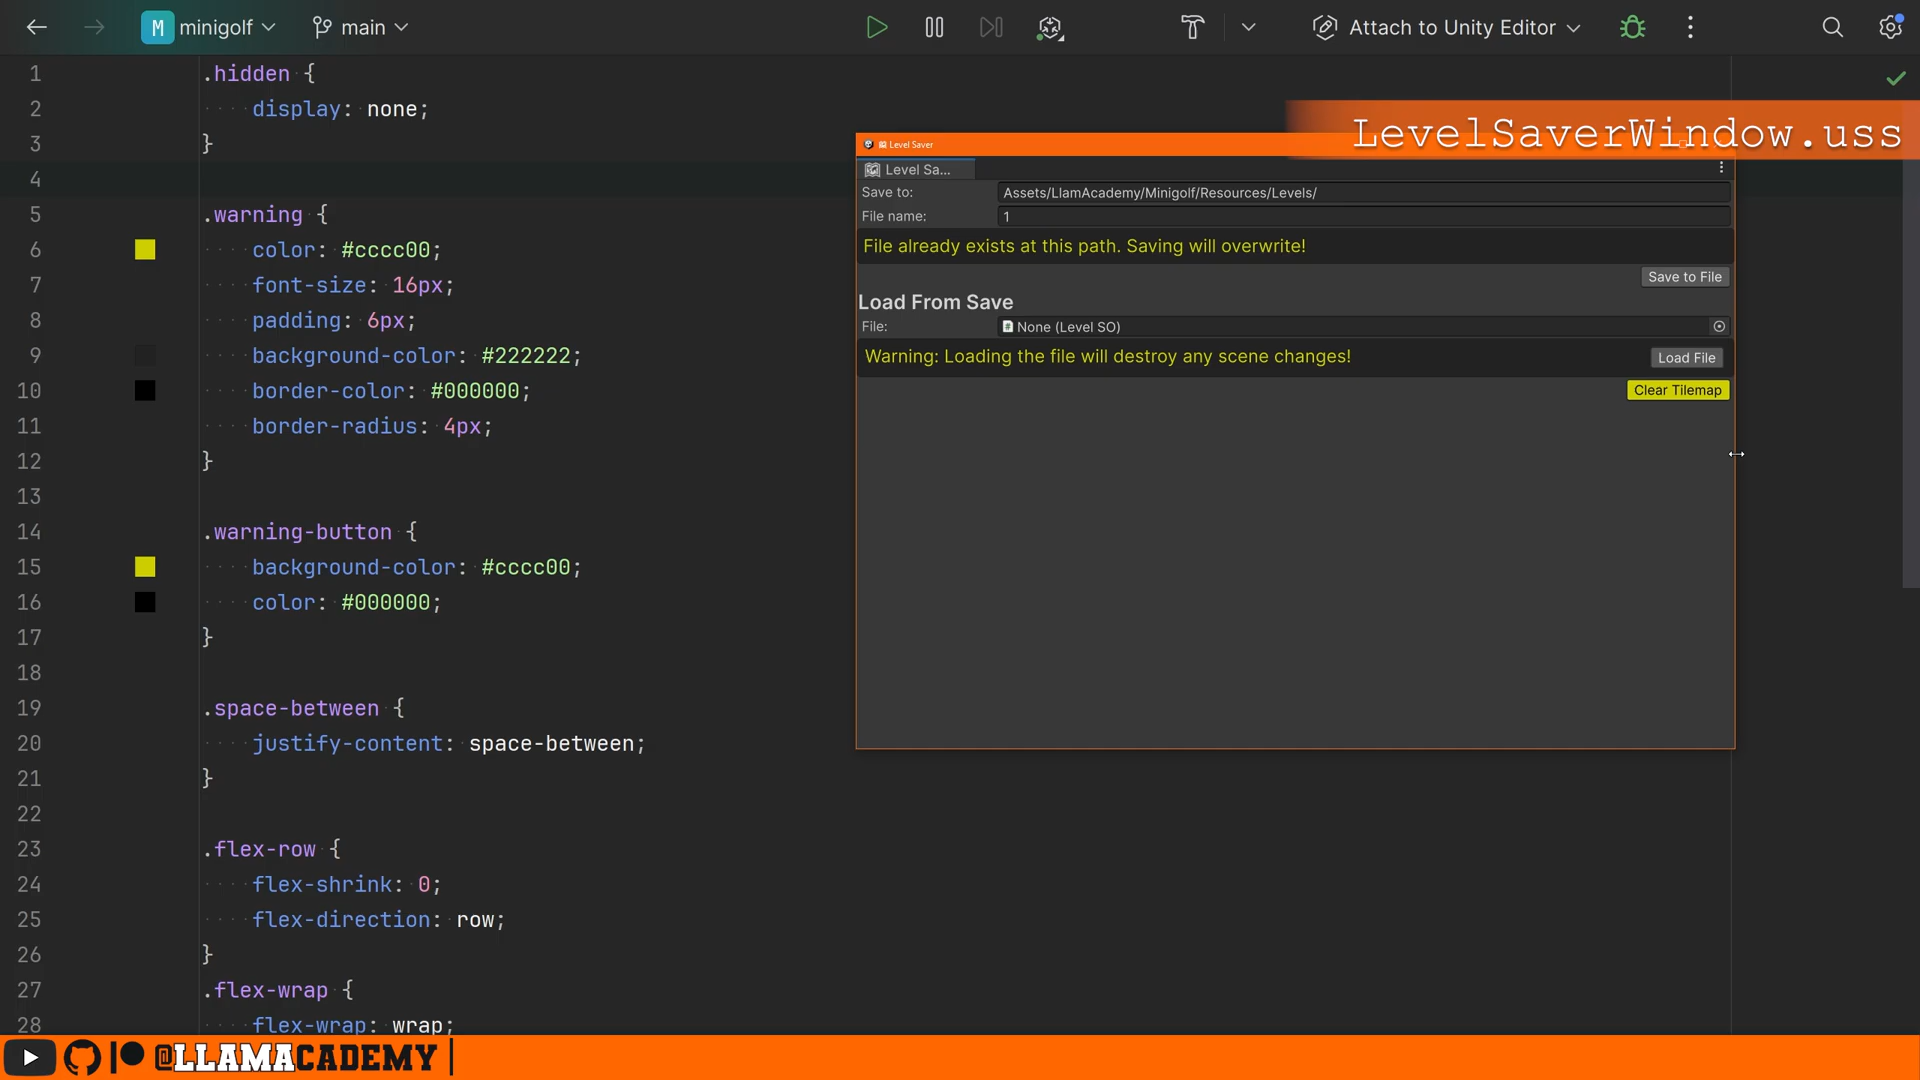 M minigolf main Attach to Unity Editor
LevelSaverWindow.uss
1 .hidden {
2 display: none;
3 }
4
5 .warning {
6 color: #cccc00;
7 font-size: 16px;
8 padding: 6px;
9 background-color: #222222;
10 border-color: #000000;
11 border-radius: 4px;
12 }
13
14 .warning-button {
15 background-color: #cccc00;
16 color: #000000;
17 }
18
19 .space-between {
20 justify-content: space-between;
21 }
22
23 .flex-row {
24 flex-shrink: 0;
25 flex-direction: row;
26 }
27 .flex-wrap {
28 flex-wrap: wrap;
Level Saver
Level Sa...
Save to: Assets/LlamAcademy/Minigolf/Resources/Levels/
File name: 1
File already exists at this path. Saving will overwrite!
Save to File
Load From Save
File: None (Level SO)
Warning: Loading the file will destroy any scene changes! Load File
Clear Tilemap
@LLAMACADEMY